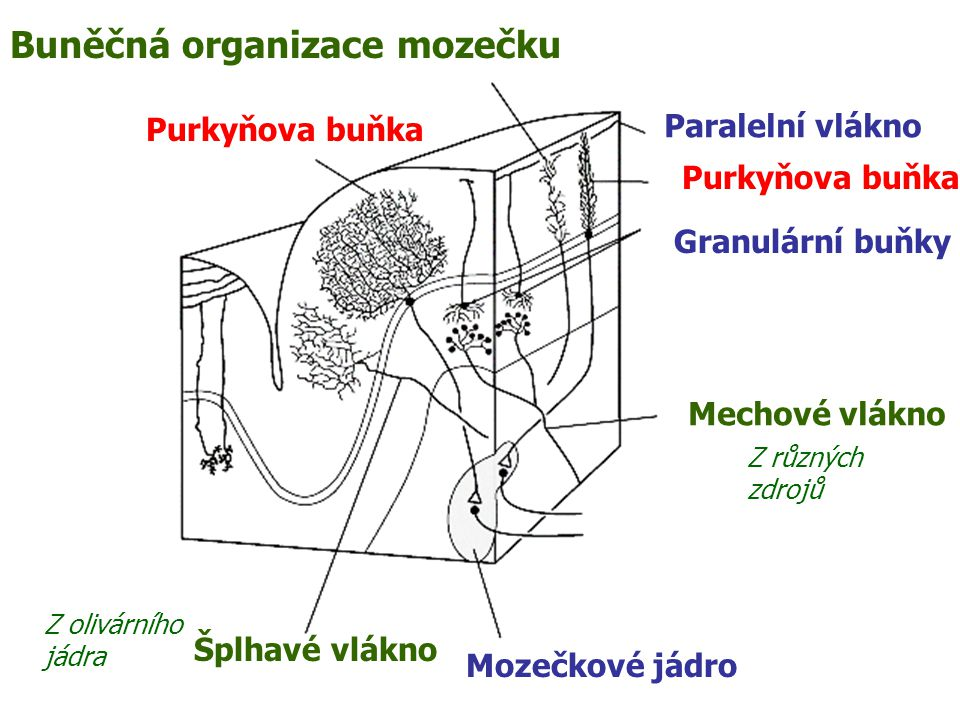 Buněčná organizace mozečku
Purkyňova buňka
Paralelní vlákno
Purkyňova buňka
Granulární buňky
Mechové vlákno
Z různých
zdrojů
Z olivárního
jádra
Šplhavé vlákno
Mozečkové jádro